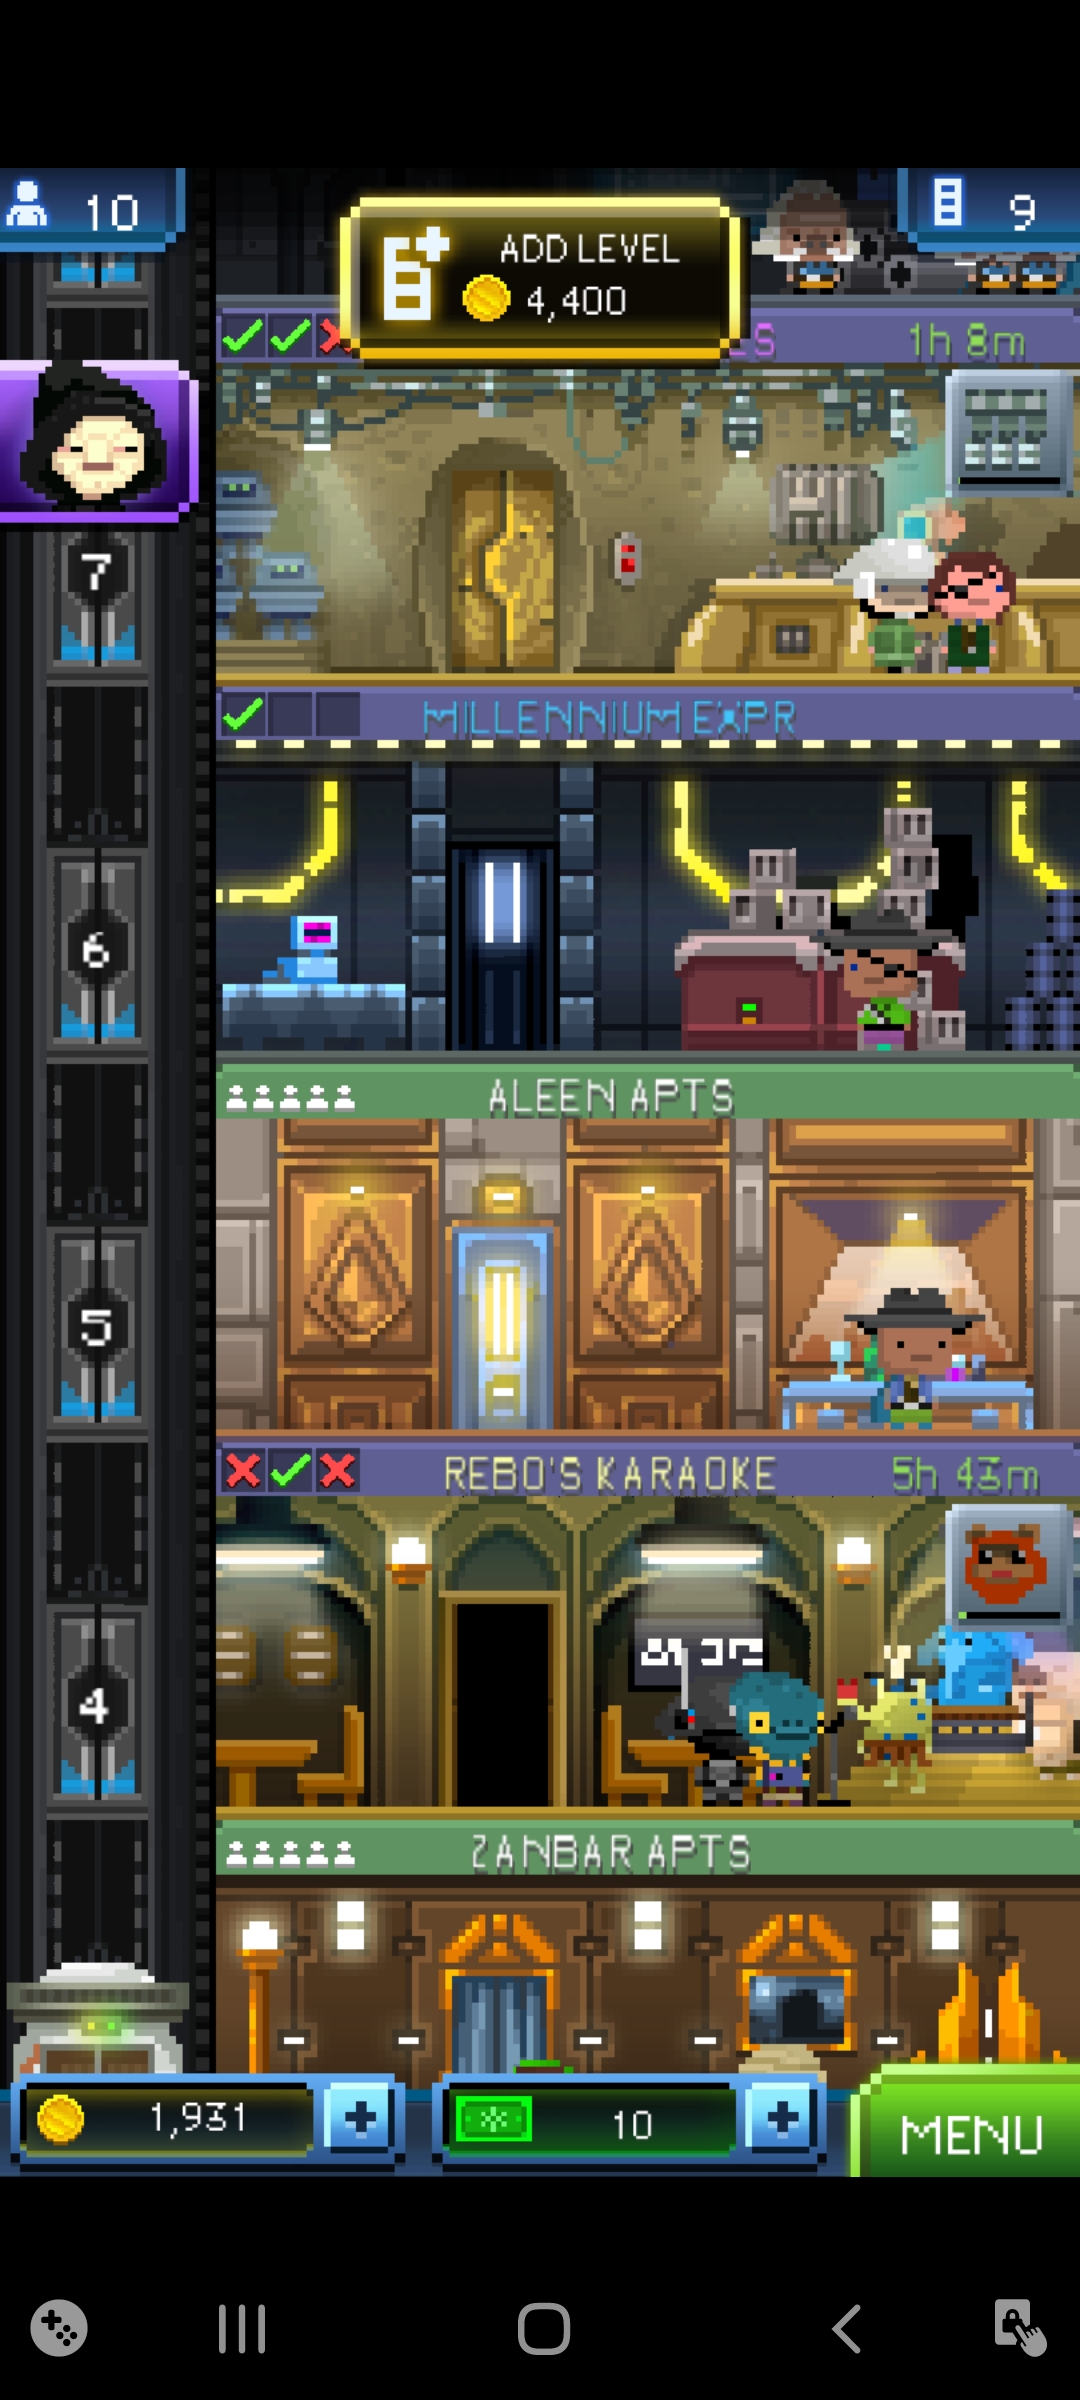 10
9
ADD LEVEL
4,400
1h 8m
7
MILLENNIUM EXPR
6
ALEEN APTS
5
REBO'S KARAOKE
5h 43m
4
ZANBAR APTS
1,931
10
MENU